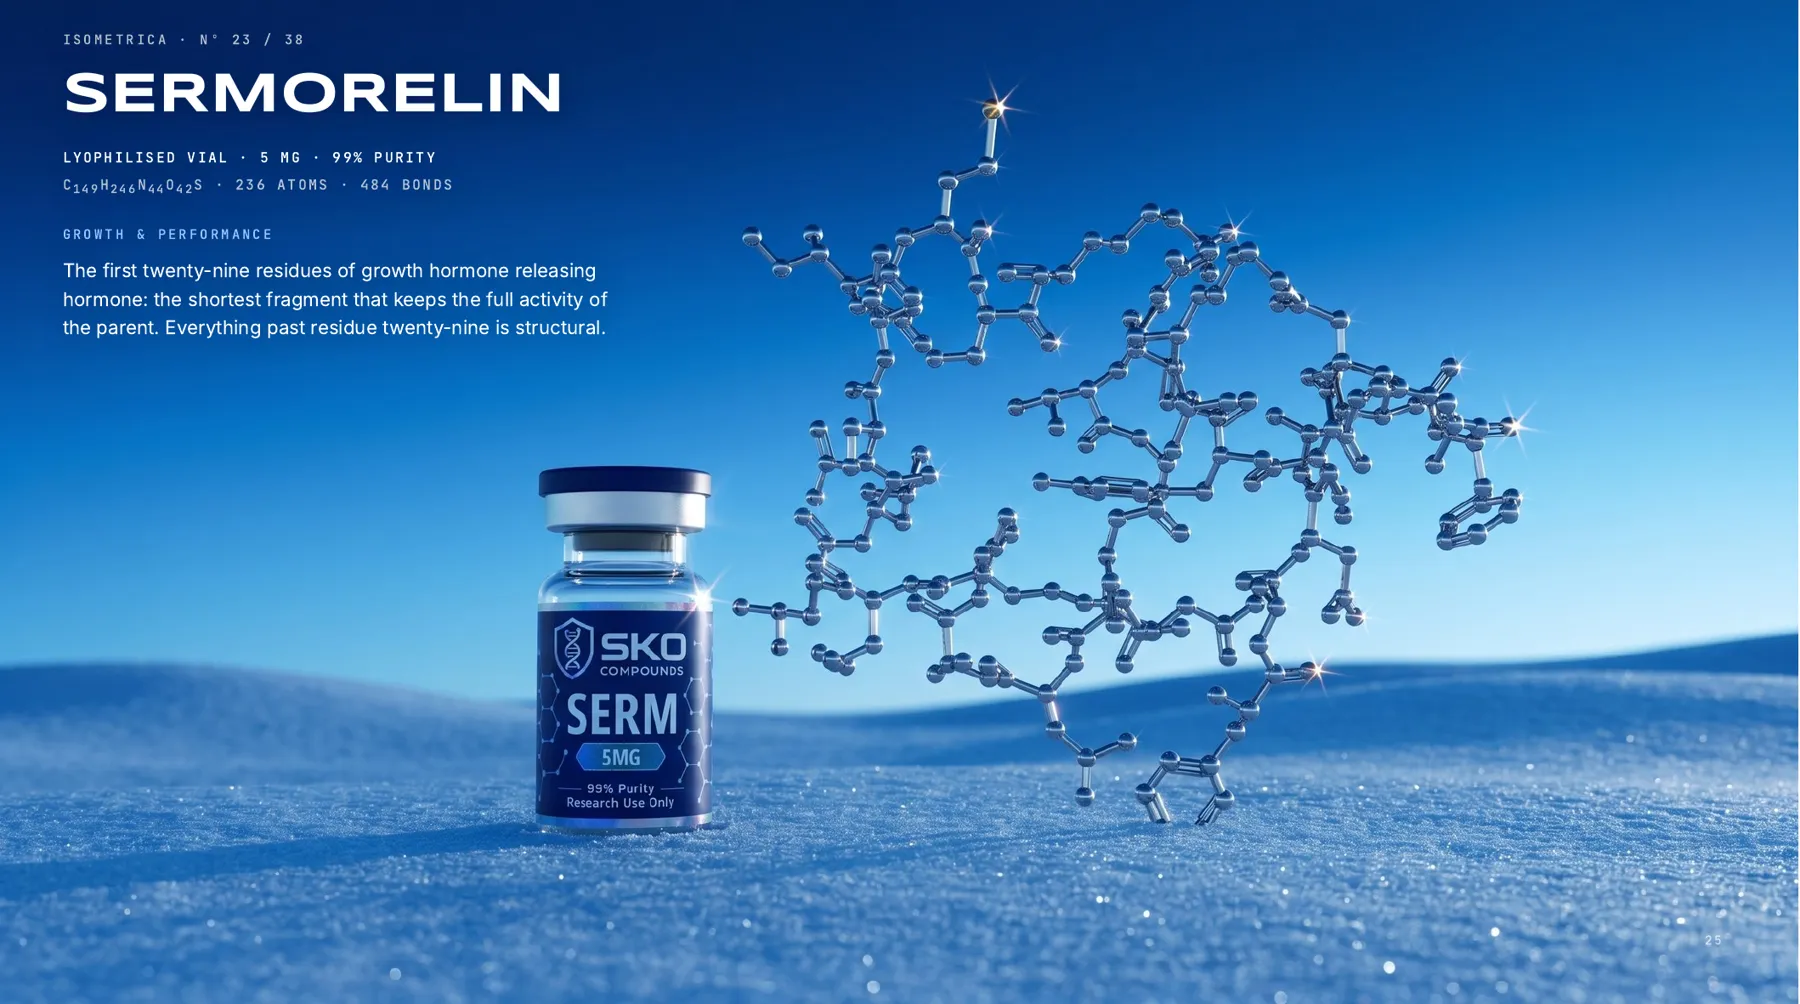 ISOMETRICA · N° 23 / 38
SERMORELIN
LYOPHILISED VIAL · 5 MG · 99% PURITY
C₁₄₉H₂₄₆N₄₄O₄₂S · 236 ATOMS · 484 BONDS
GROWTH & PERFORMANCE
The first twenty-nine residues of growth hormone releasing
hormone: the shortest fragment that keeps the full activity of
the parent. Everything past residue twenty-nine is structural.
SKO
COMPOUNDS
SERM
5MG
99% Purity
Research Use Only
25